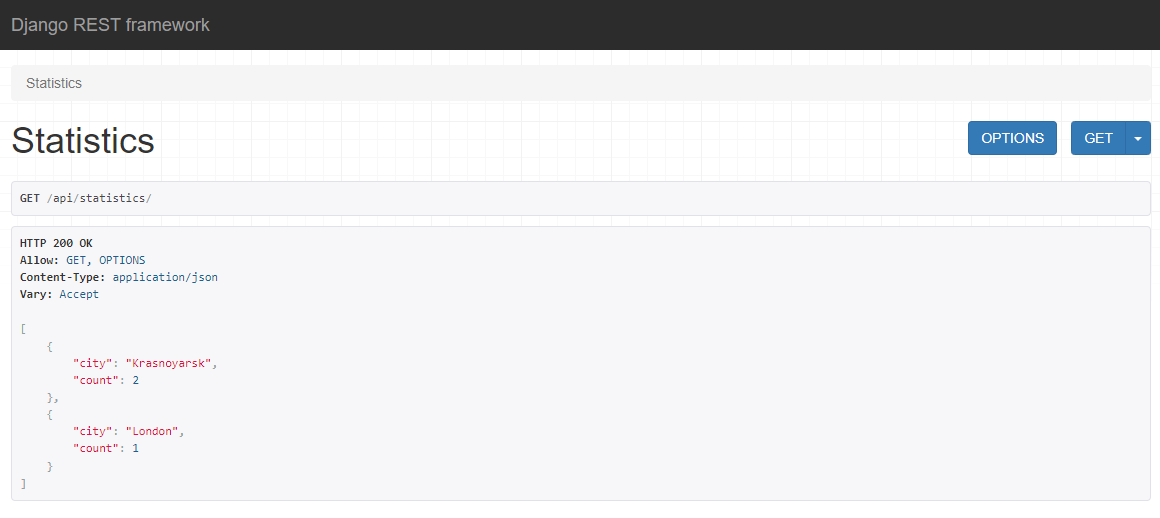 Django REST framework
Statistics
Statistics
OPTIONS
GET
GET /api/statistics/
HTTP 200 OK
Allow: GET, OPTIONS
Content-Type: application/json
Vary: Accept
[
    {
        "city": "Krasnoyarsk",
        "count": 2
    },
    {
        "city": "London",
        "count": 1
    }
]